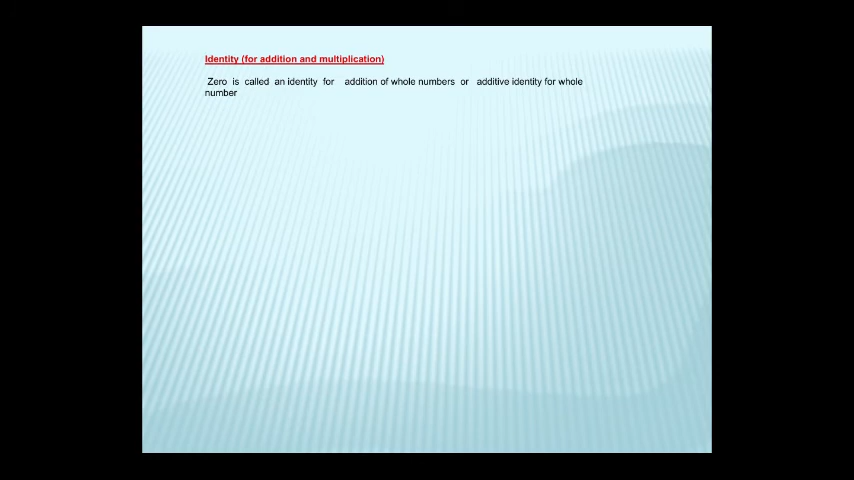 Identity (for addition and multiplication)
Zero is called an identity for addition of whole numbers or additive identity for whole
number